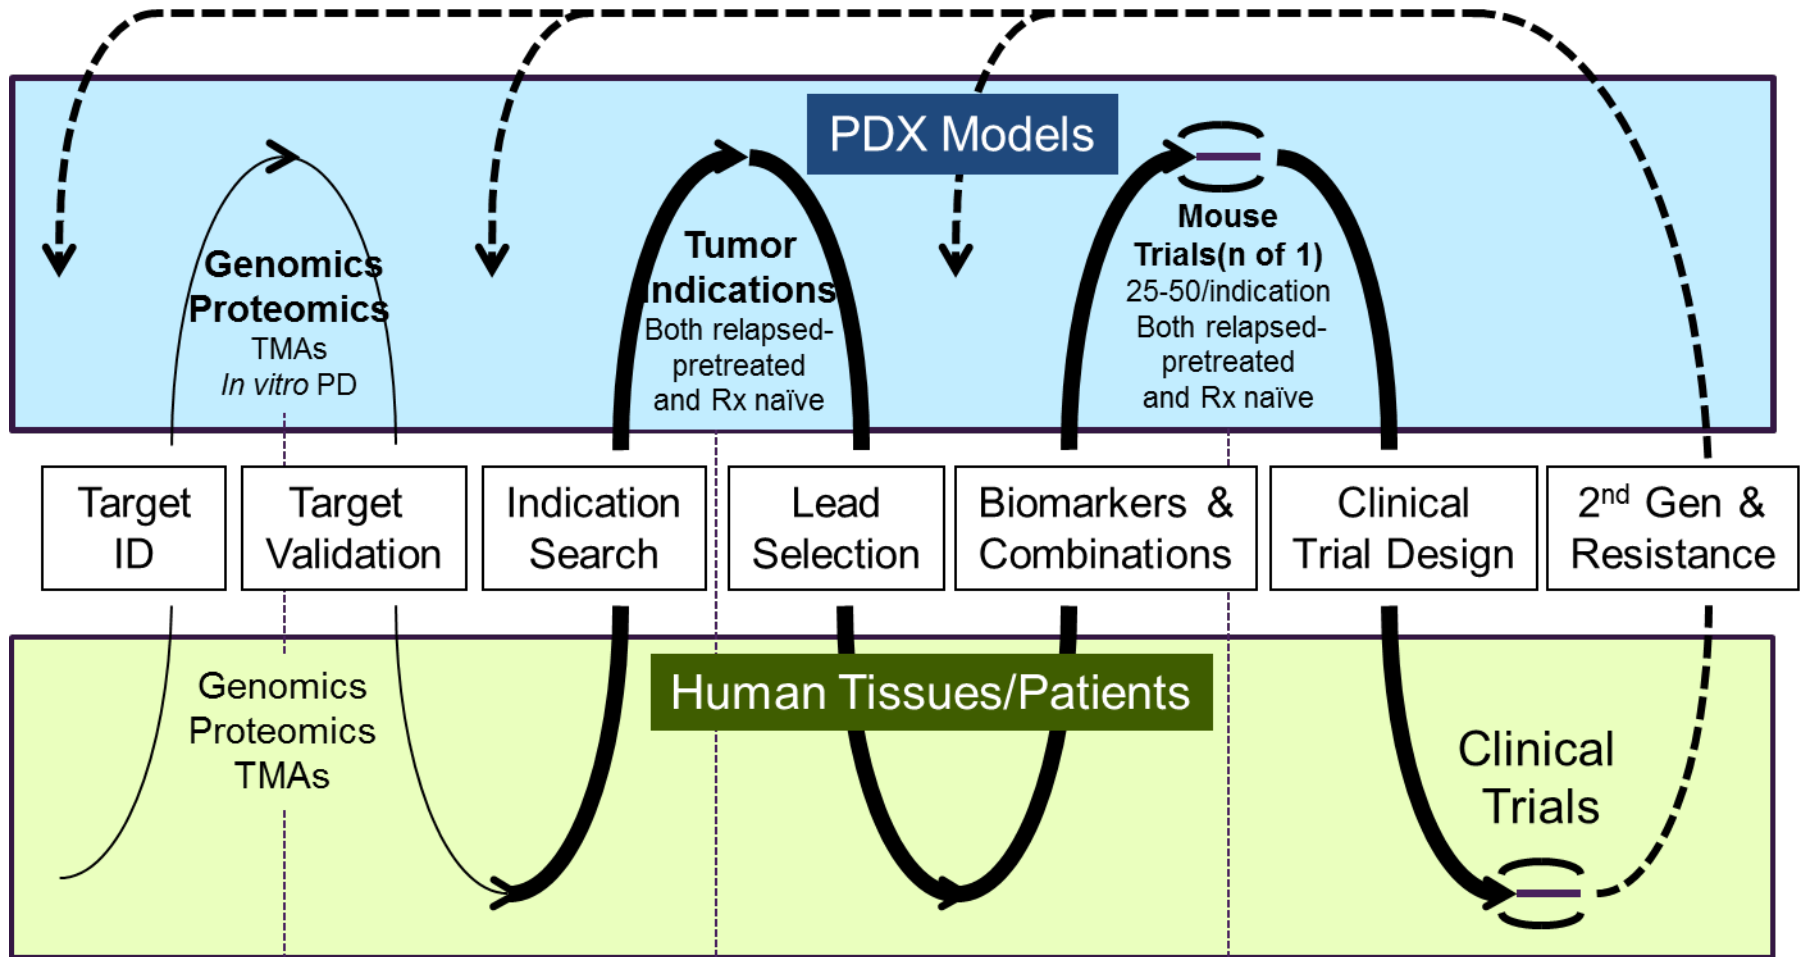 PDX Models
Genomics
Proteomics
TMAs
In vitro PD
Tumor
Indications
Both relapsed-
pretreated
and Rx naïve
Mouse
Trials(n of 1)
25-50/indication
Both relapsed-
pretreated
and Rx naïve
Target
ID
Target
Validation
Indication
Search
Lead
Selection
Biomarkers &
Combinations
Clinical
Trial Design
2nd Gen &
Resistance
Human Tissues/Patients
Genomics
Proteomics
TMAs
Clinical
Trials